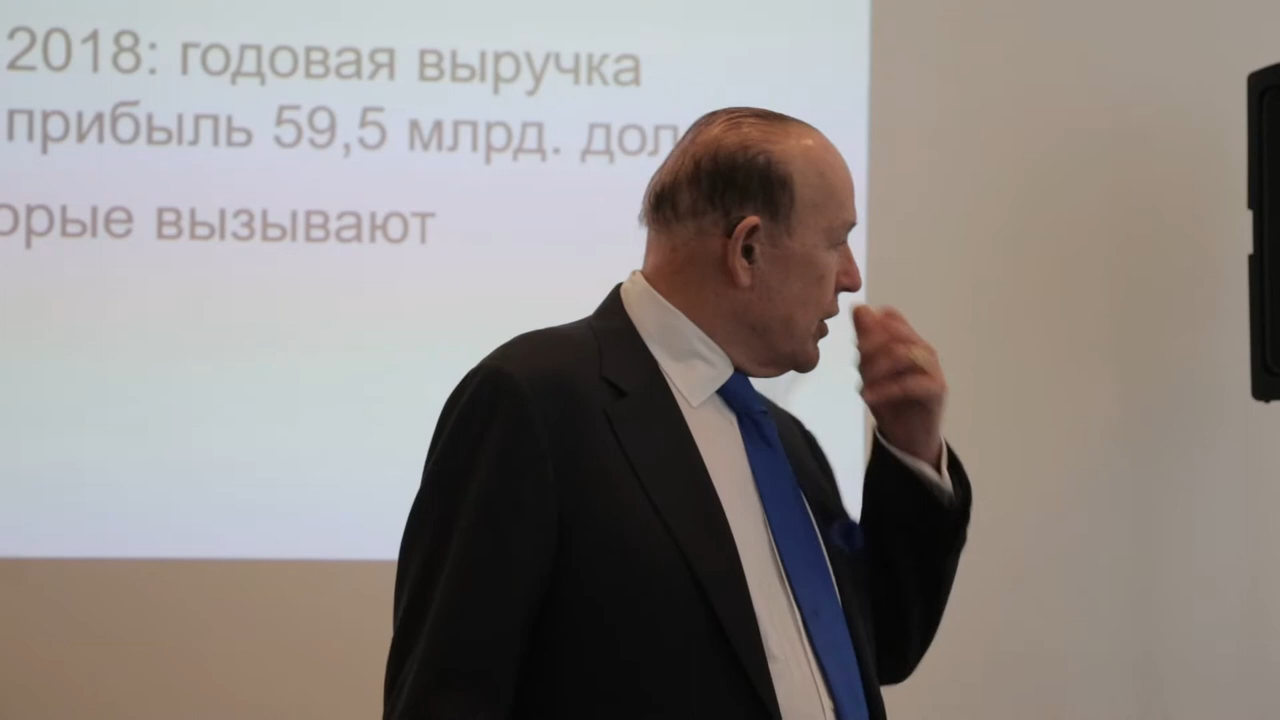 2018: годовая выручка
прибыль 59,5 млрд. дол
орые вызывают